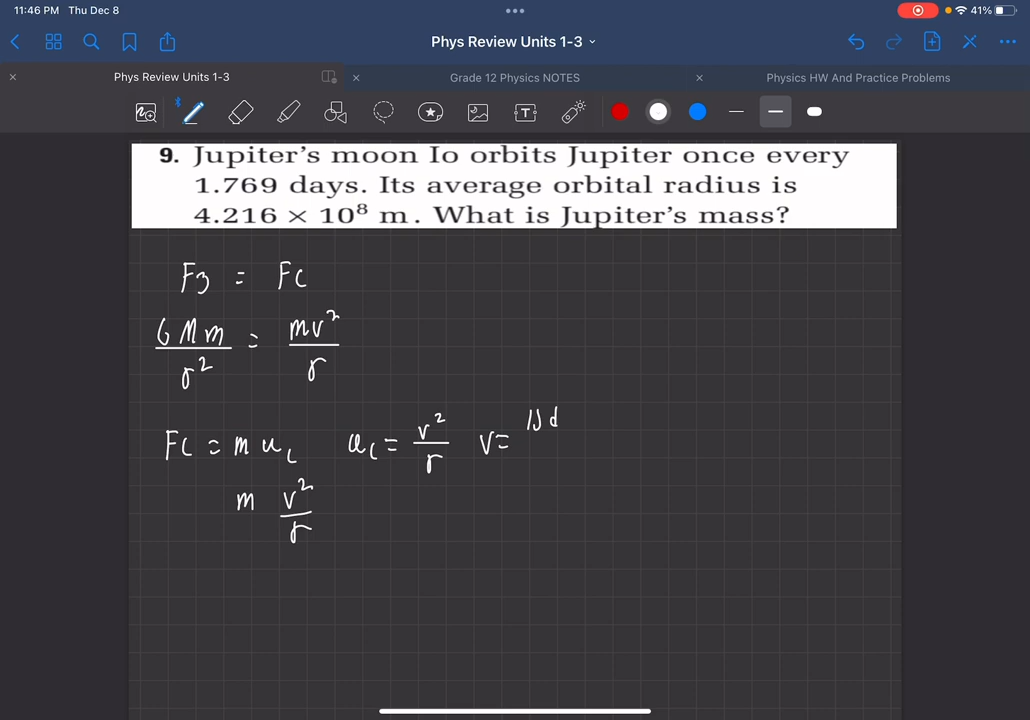 11:46 PM Thu Dec 8
41%
Phys Review Units 1-3
Phys Review Units 1-3
Grade 12 Physics NOTES
Physics HW And Practice Problems
T
9. Jupiter's moon Io orbits Jupiter once every
1.769 days. Its average orbital radius is
4.216 × 10⁸ m. What is Jupiter's mass?
Fg = Fc
GMm/r² = mv²/r
Fc = m ac ac = v²/r v =
m v²/r